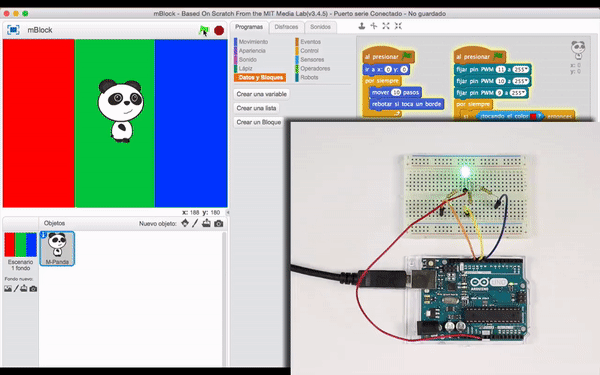 mBlock - Based On Scratch From the MIT Media Lab(v3.4.5) - Puerto serie Conectado - No guardado
mBlock
Programas
Disfraces
Sonidos
Movimiento
Eventos
Apariencia
Control
Sonido
Sensores
Lápiz
Operadores
Datos y Bloques
Robots
Crear una variable
Crear una lista
Crear un Bloque
al presionar
ir a x: 0 y: 0
por siempre
mover 10 pasos
rebotar si toca un borde
al presionar
fijar pin PWM 11 a 255
fijar pin PWM 10 a 255
fijar pin PWM 9 a 255
por siempre
si ¿tocando el color ? entonces
x: 0
y: 0
x: 188 y: 180
Objetos
Nuevo objeto:
Escenario
1 fondo
Fondo nuevo:
M-Panda
ARDUINO